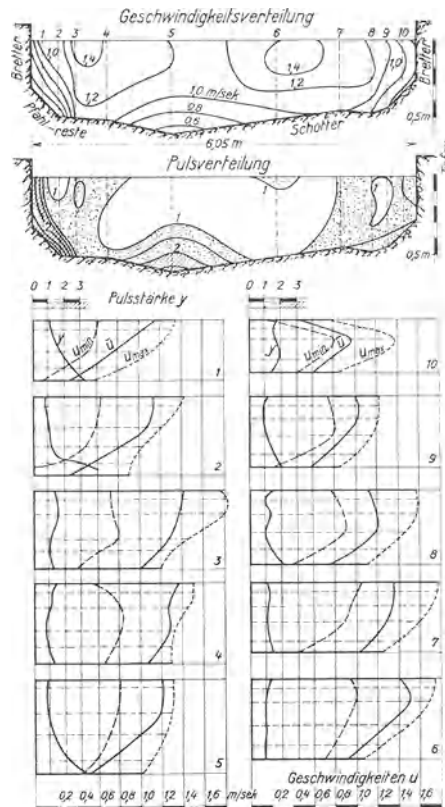 Geschwindigkeitsverteilung
1 2 3 4 5 6 7 8 9 10
Bretter
Bretter
1,0
1,4
1,2
1,4
1,2
1,0
1,0 m/sek
0,8
0,6
Pfahl-reste
Schotter
0,5m
6,05 m
Pulsverteilung
1
1
1
1
2
1
0,5m
0 1 2 3
Pulsstärke y
0 1 2 3
y
umin
ū
umax
1
y
umin
ū
umax
10
2
9
3
8
4
7
5
6
Geschwindigkeiten u
0,2 0,4 0,6 0,8 1,0 1,2 1,4 m/sek
0,2 0,4 0,6 0,8 1,0 1,2 1,4 1,6